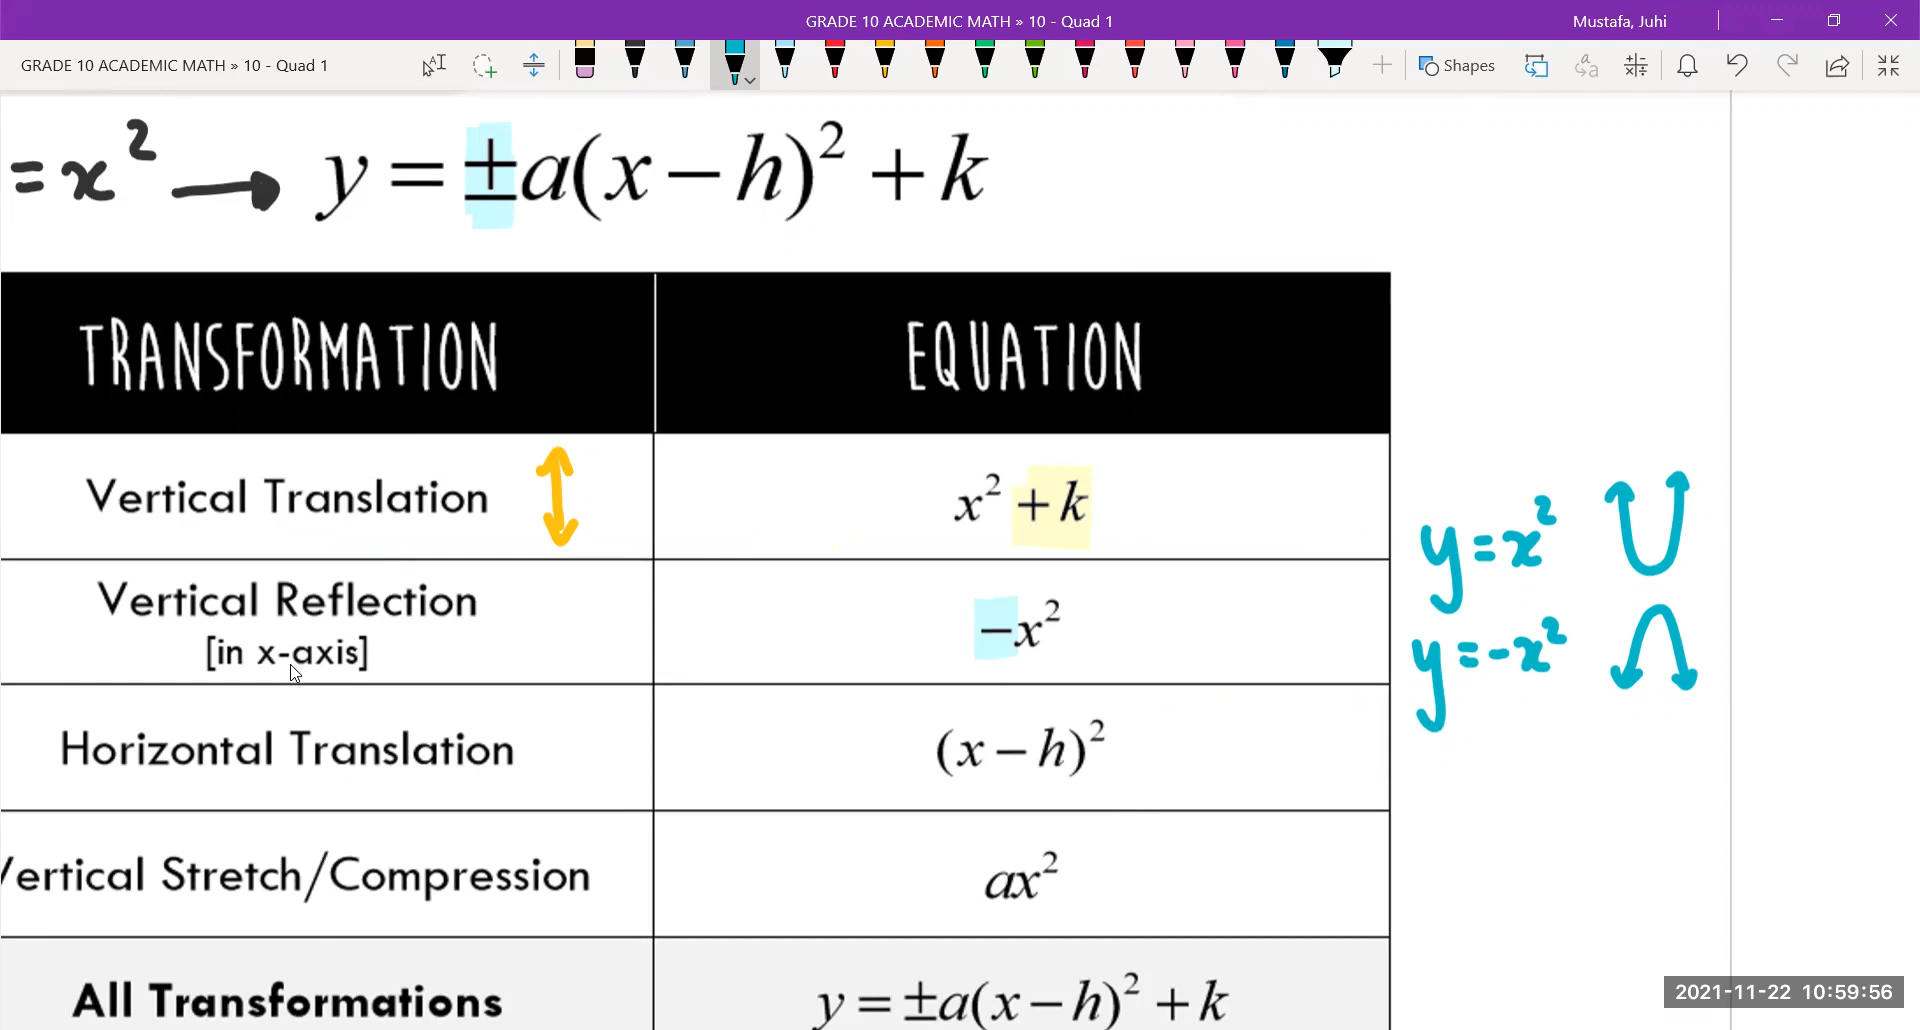 GRADE 10 ACADEMIC MATH » 10 - Quad 1
Mustafa, Juhi
GRADE 10 ACADEMIC MATH » 10 - Quad 1
Shapes
= x² → y = ±a(x − h)² + k
TRANSFORMATION EQUATION
Vertical Translation x² + k
y = x²
Vertical Reflection −x²
[in x-axis]
y = -x²
Horizontal Translation (x − h)²
ertical Stretch/Compression ax²
All Transformations y = ±a(x − h)² + k
2021-11-22 10:59:56